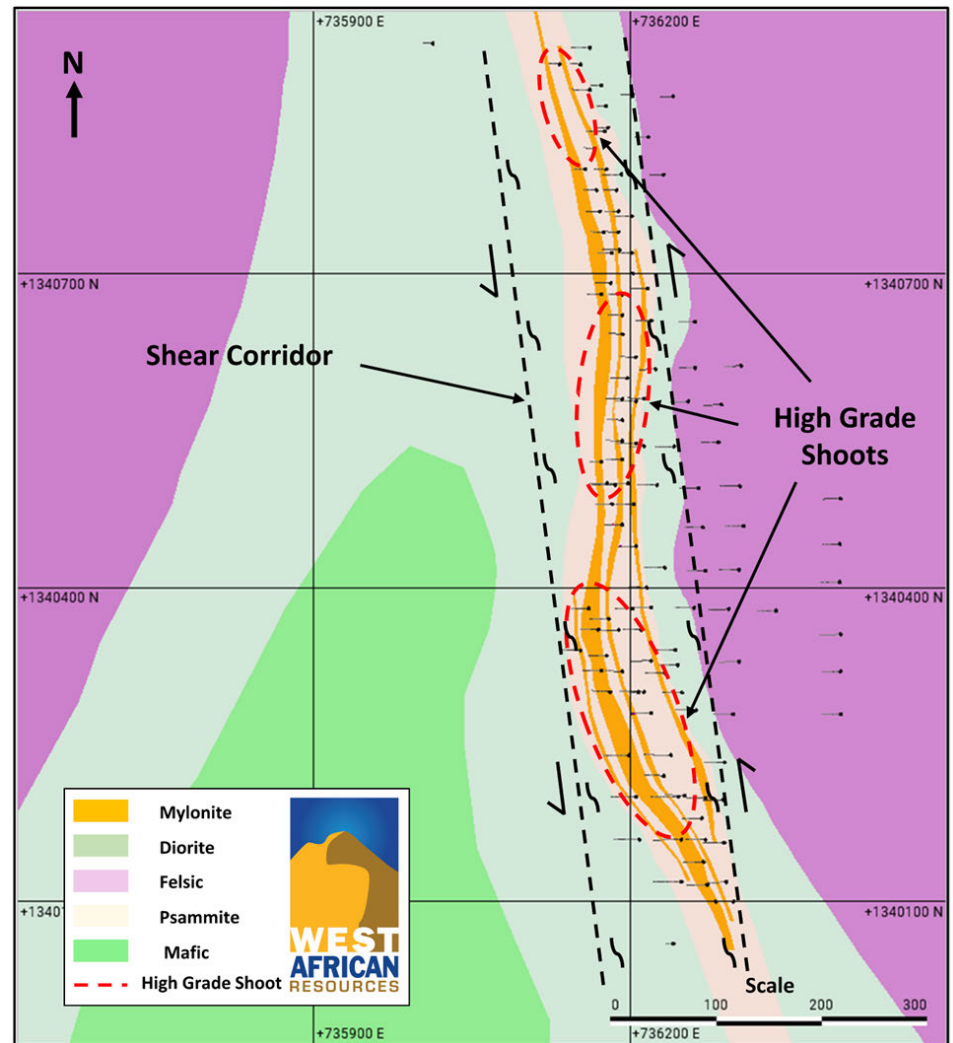 +735900 E
+736200 E
N
+1340700 N
+1340700 N
Shear Corridor
High Grade
Shoots
+1340400 N
+1340400 N
Mylonite
Diorite
Felsic
Psammite
Mafic
High Grade Shoot
WEST
AFRICAN
RESOURCES
+1340100 N
Scale
0 100 200 300
+735900 E
+736200 E